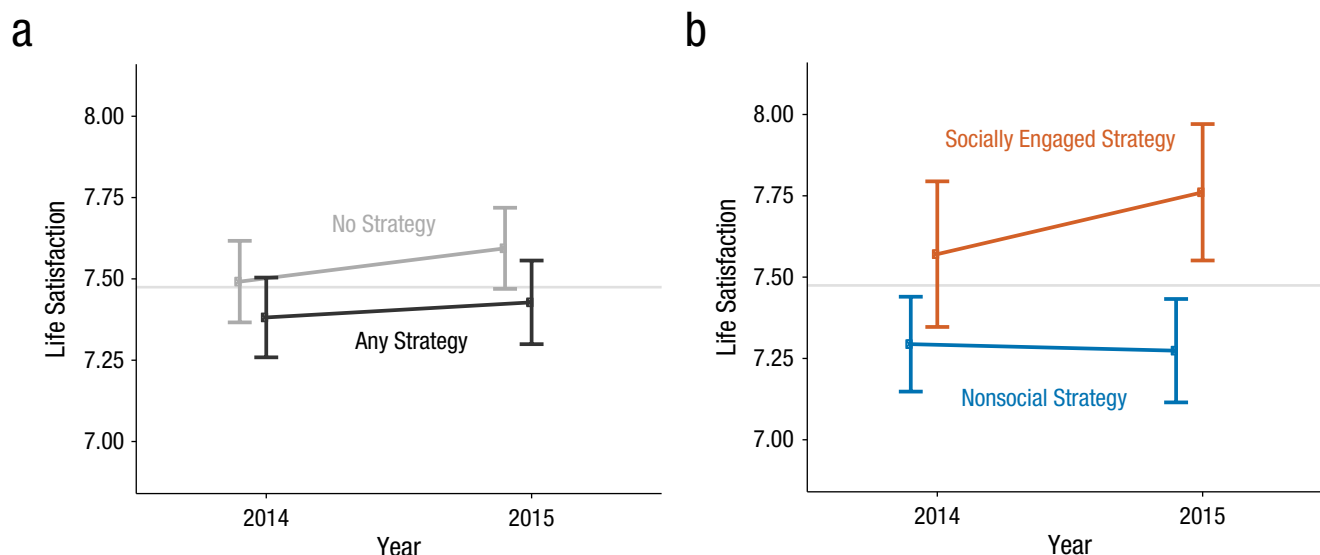 a
Life Satisfaction
8.00
7.75
7.50
7.25
7.00
No Strategy
Any Strategy
2014
2015
Year
b
Life Satisfaction
8.00
7.75
7.50
7.25
7.00
Socially Engaged Strategy
Nonsocial Strategy
2014
2015
Year